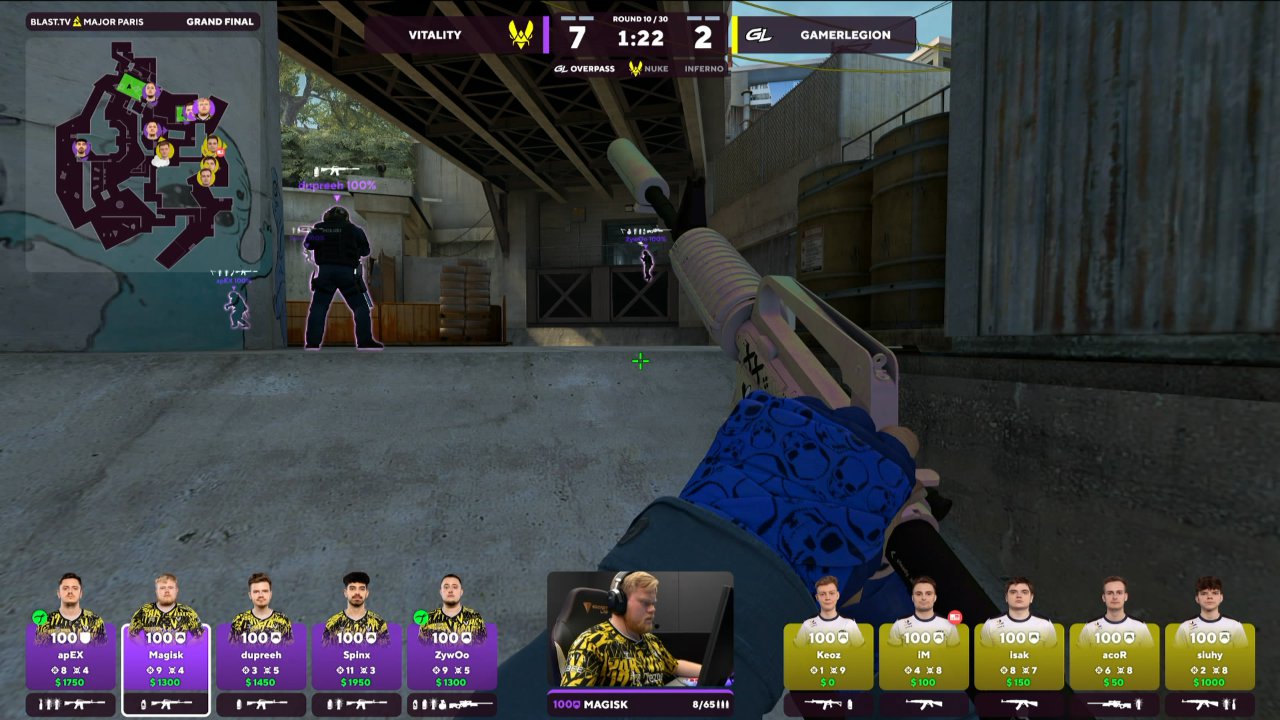 BLAST.TV MAJOR PARIS GRAND FINAL
VITALITY 7 ROUND 10 / 30 1:22 2 GL GAMERLEGION
GL OVERPASS NUKE INFERNO
dupreeh 100%
ZywOo 100%
apEX 100%
100 100 100 100 100 100 100 100 100 100
apEX Magisk dupreeh Spinx ZywOo Keoz iM isak acoR siuhy
8 4 9 4 3 5 11 3 9 5 1 9 4 8 8 7 6 8 2 8
$1750 $1300 $1450 $1950 $1300 $0 $100 $150 $50 $1000
100 MAGISK 8/65